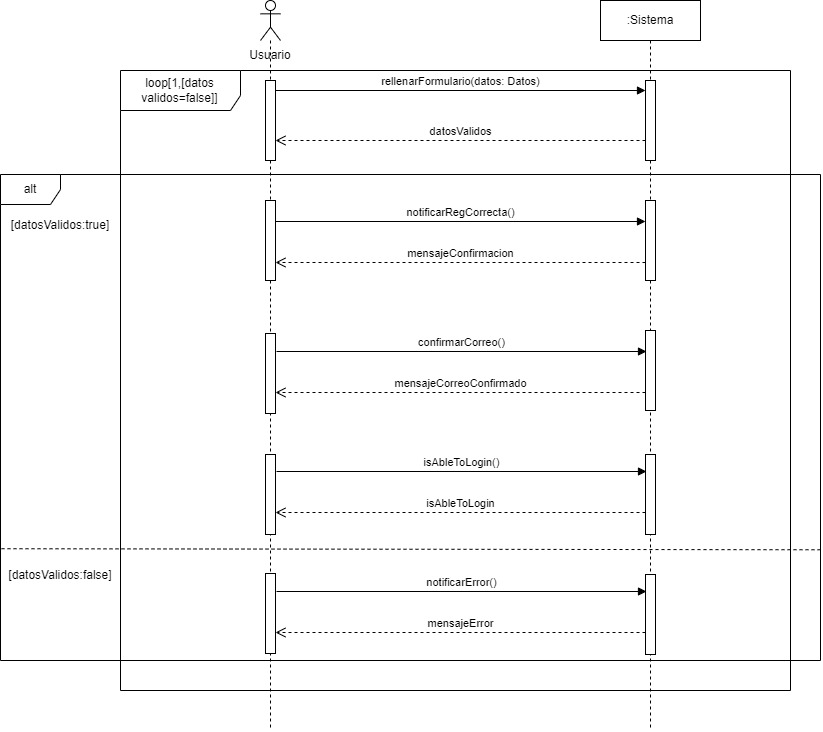 Usuario
:Sistema
loop[1,[datos
validos=false]]
rellenarFormulario(datos: Datos)
datosValidos
alt
[datosValidos:true]
notificarRegCorrecta()
mensajeConfirmacion
confirmarCorreo()
mensajeCorreoConfirmado
isAbleToLogin()
isAbleToLogin
[datosValidos:false]
notificarError()
mensajeError